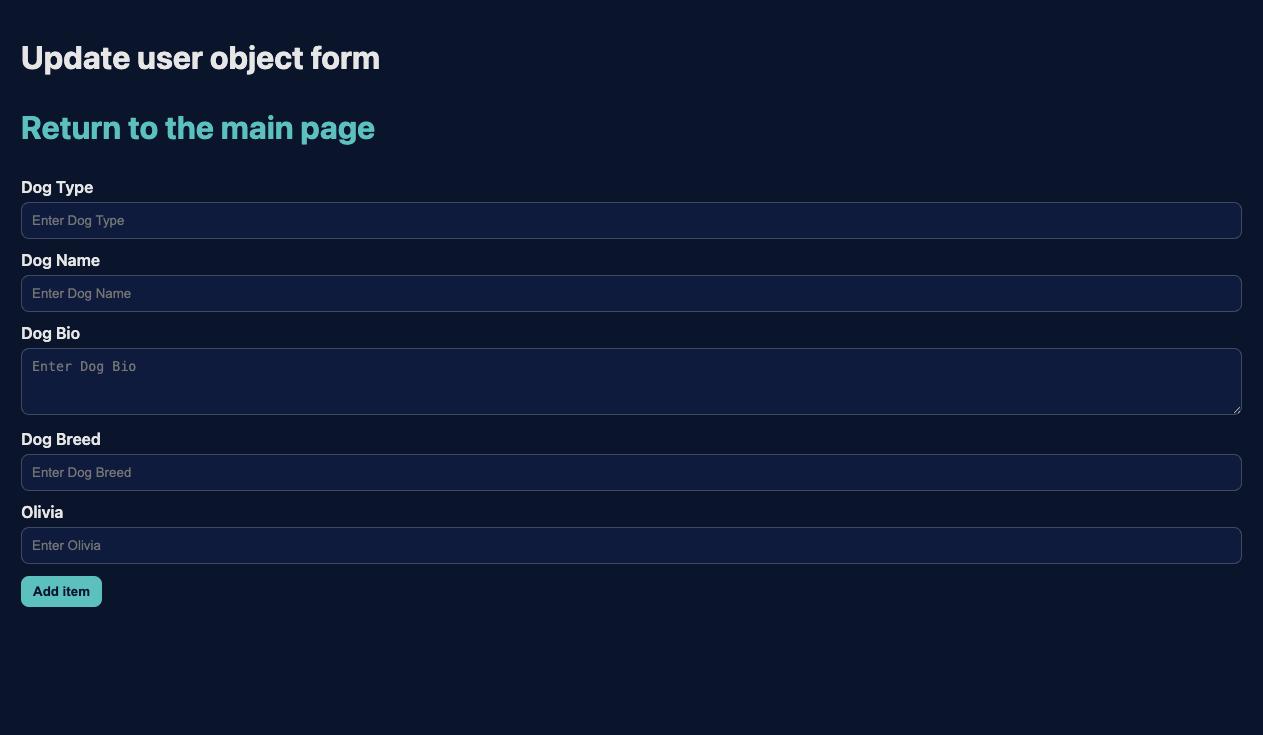 Update user object form
Return to the main page
Dog Type
Enter Dog Type
Dog Name
Enter Dog Name
Dog Bio
Enter Dog Bio
Dog Breed
Enter Dog Breed
Olivia
Enter Olivia
Add item